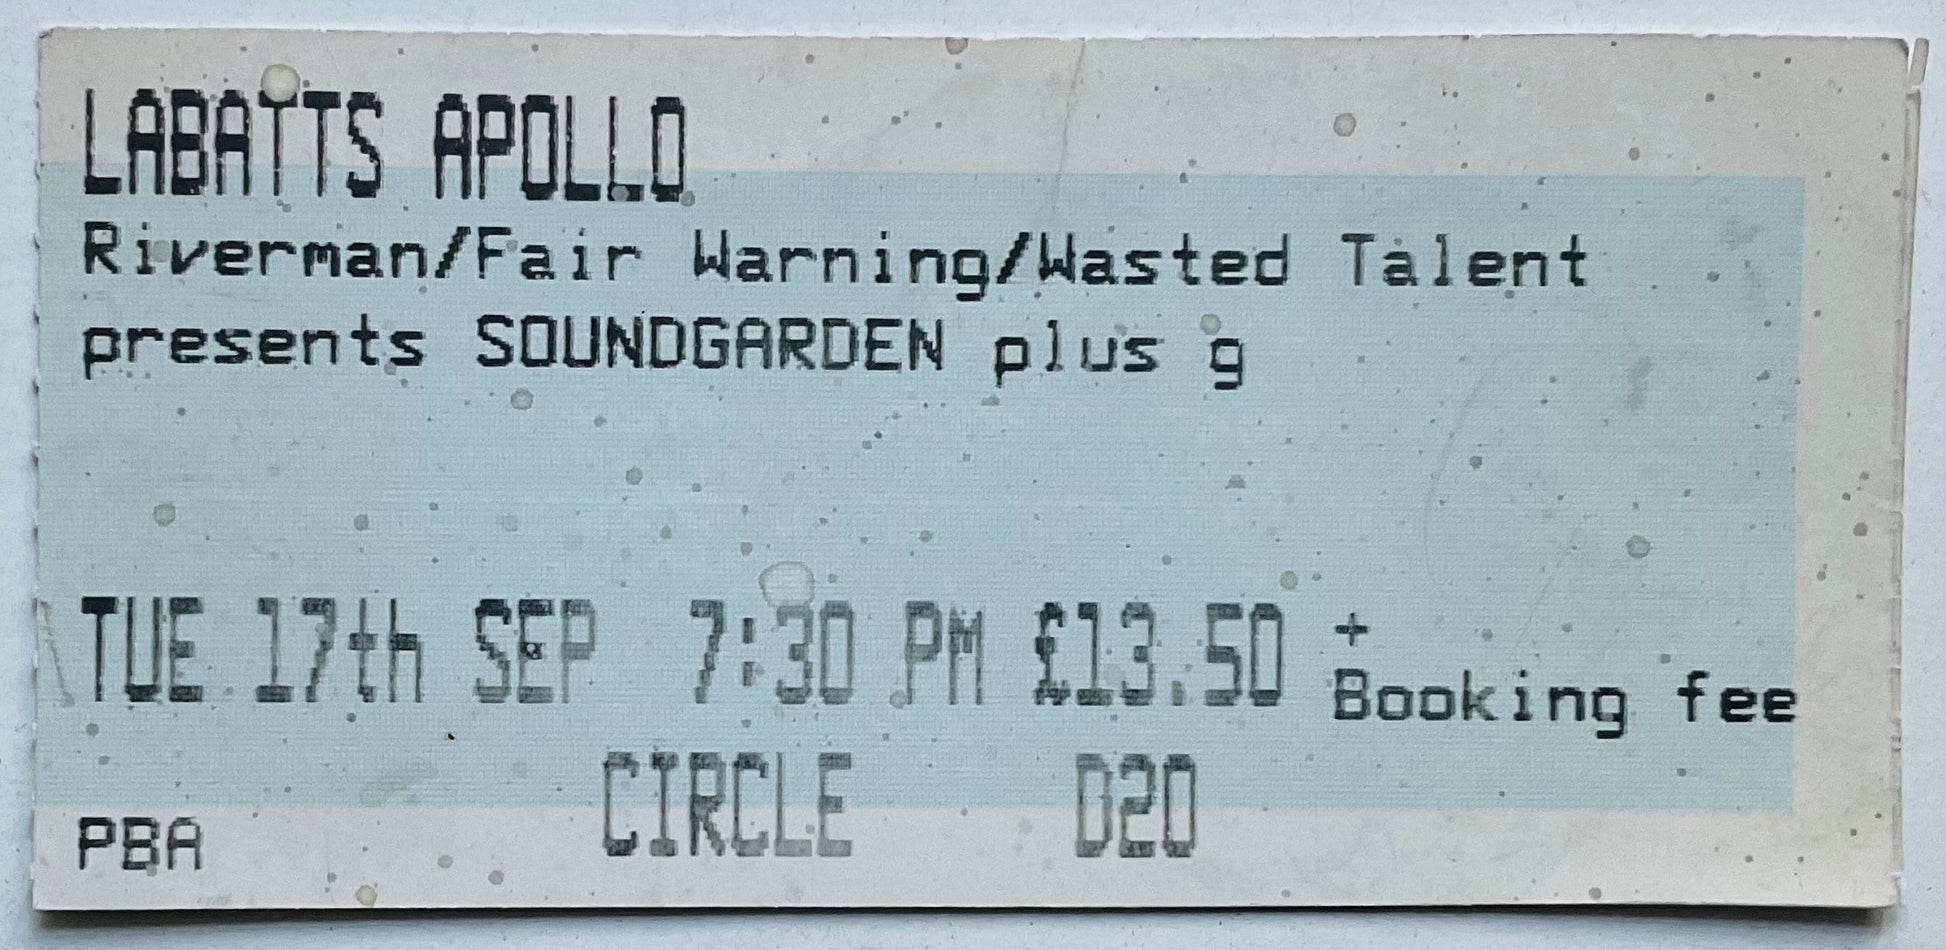 LABATTS APOLLO
Riverman/Fair Warning/Wasted Talent
presents SOUNDGARDEN plus g
TUE 17th SEP 7:30 PM £13.50 + Booking fee
CIRCLE D20
PBA